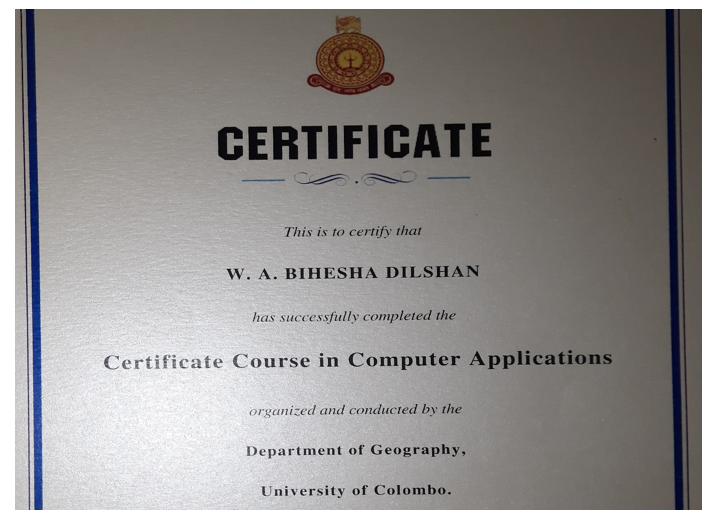 CERTIFICATE
This is to certify that
W. A. BIHESHA DILSHAN
has successfully completed the
Certificate Course in Computer Applications
organized and conducted by the
Department of Geography,
University of Colombo.